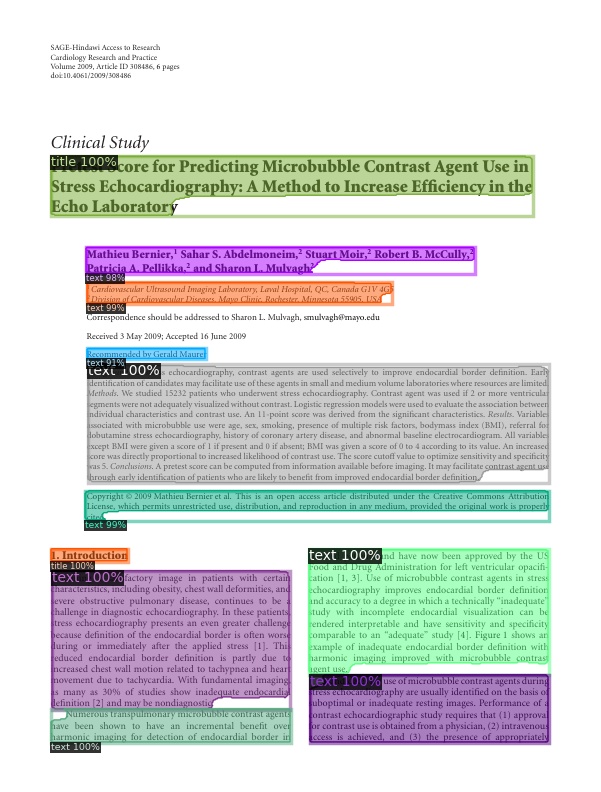 SAGE-Hindawi Access to Research
Cardiology Research and Practice
Volume 2009, Article ID 308486, 6 pages
doi:10.4061/2009/308486
Clinical Study
title 100%
core for Predicting Microbubble Contrast Agent Use in
Stress Echocardiography: A Method to Increase Efficiency in the
Echo Laboratory
Mathieu Bernier,1 Sahar S. Abdelmoneim,2 Stuart Moir,2 Robert B. McCully,2
Patricia A. Pellikka,2 and Sharon L. Mulvagh2
text 98%
1 Cardiovascular Ultrasound Imaging Laboratory, Laval Hospital, QC, Canada G1V 4G5
Division of Cardiovascular Diseases, Mayo Clinic, Rochester, Minnesota 55905, USA
text 99%
Correspondence should be addressed to Sharon L. Mulvagh, smulvagh@mayo.edu
Received 3 May 2009; Accepted 16 June 2009
Recommended by Gerald Maurer
text 91%
text 100%
echocardiography, contrast agents are used selectively to improve endocardial border definition. Early
identification of candidates may facilitate use of these agents in small and medium volume laboratories where resources are limited.
Methods. We studied 15232 patients who underwent stress echocardiography. Contrast agent was used if 2 or more ventricular
segments were not adequately visualized without contrast. Logistic regression models were used to evaluate the association between
individual characteristics and contrast use. An 11-point score was derived from the significant characteristics. Results. Variables
associated with microbubble use were age, sex, smoking, presence of multiple risk factors, bodymass index (BMI), referral for
dobutamine stress echocardiography, history of coronary artery disease, and abnormal baseline electrocardiogram. All variables
except BMI were given a score of 1 if present and 0 if absent; BMI was given a score of 0 to 4 according to its value. An increased
score was directly proportional to increased likelihood of contrast use. The score cutoff value to optimize sensitivity and specificity
was 5. Conclusions. A pretest score can be computed from information available before imaging. It may facilitate contrast agent use
through early identification of patients who are likely to benefit from improved endocardial border definition.
Copyright © 2009 Mathieu Bernier et al. This is an open access article distributed under the Creative Commons Attribution
License, which permits unrestricted use, distribution, and reproduction in any medium, provided the original work is properly
cited.
text 99%
1. Introduction
title 100%
text 100%
factory image in patients with certain
characteristics, including obesity, chest wall deformities, and
severe obstructive pulmonary disease, continues to be a
challenge in diagnostic echocardiography. In these patients,
stress echocardiography presents an even greater challenge
because definition of the endocardial border is often worse
during or immediately after the applied stress [1]. This
reduced endocardial border definition is partly due to
increased chest wall motion related to tachypnea and heart
movement due to tachycardia. With fundamental imaging,
as many as 30% of studies show inadequate endocardial
definition [2] and may be nondiagnostic.
Numerous transpulmonary microbubble contrast agents
have been shown to have an incremental benefit over
harmonic imaging for detection of endocardial border in
text 100%
text 100%
and have now been approved by the US
Food and Drug Administration for left ventricular opacifi-
cation [1, 3]. Use of microbubble contrast agents in stress
echocardiography improves endocardial border definition
and accuracy to a degree in which a technically “inadequate”
study with incomplete endocardial visualization can be
rendered interpretable and have sensitivity and specificity
comparable to an “adequate” study [4]. Figure 1 shows an
example of inadequate endocardial border definition with
harmonic imaging improved with microbubble contrast
agent use.
text 100%
use of microbubble contrast agents during
stress echocardiography are usually identified on the basis of
suboptimal or inadequate resting images. Performance of a
contrast echocardiographic study requires that (1) approval
for contrast use is obtained from a physician, (2) intravenous
access is achieved, and (3) the presence of appropriately